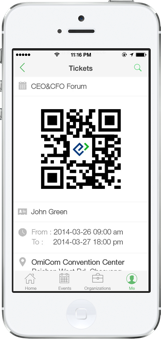 11:16 PM
Tickets
CEO&CFO Forum
John Green
From : 2014-03-26 09:00 am
To : 2014-03-27 18:00 pm
OmiCom Convention Center
Home Events Organizations Me